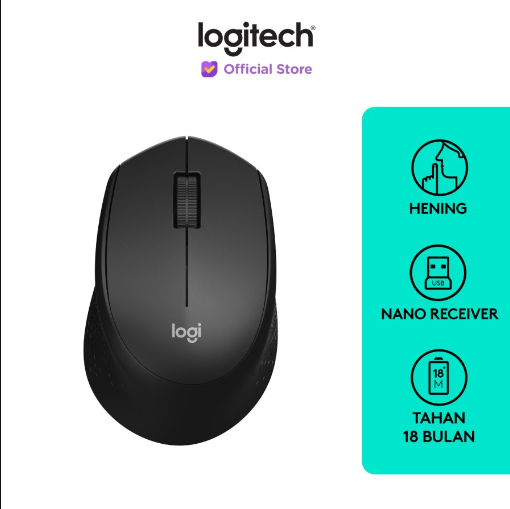 logitech
Official Store
logi
HENING
USB
NANO RECEIVER
18
M
TAHAN
18 BULAN